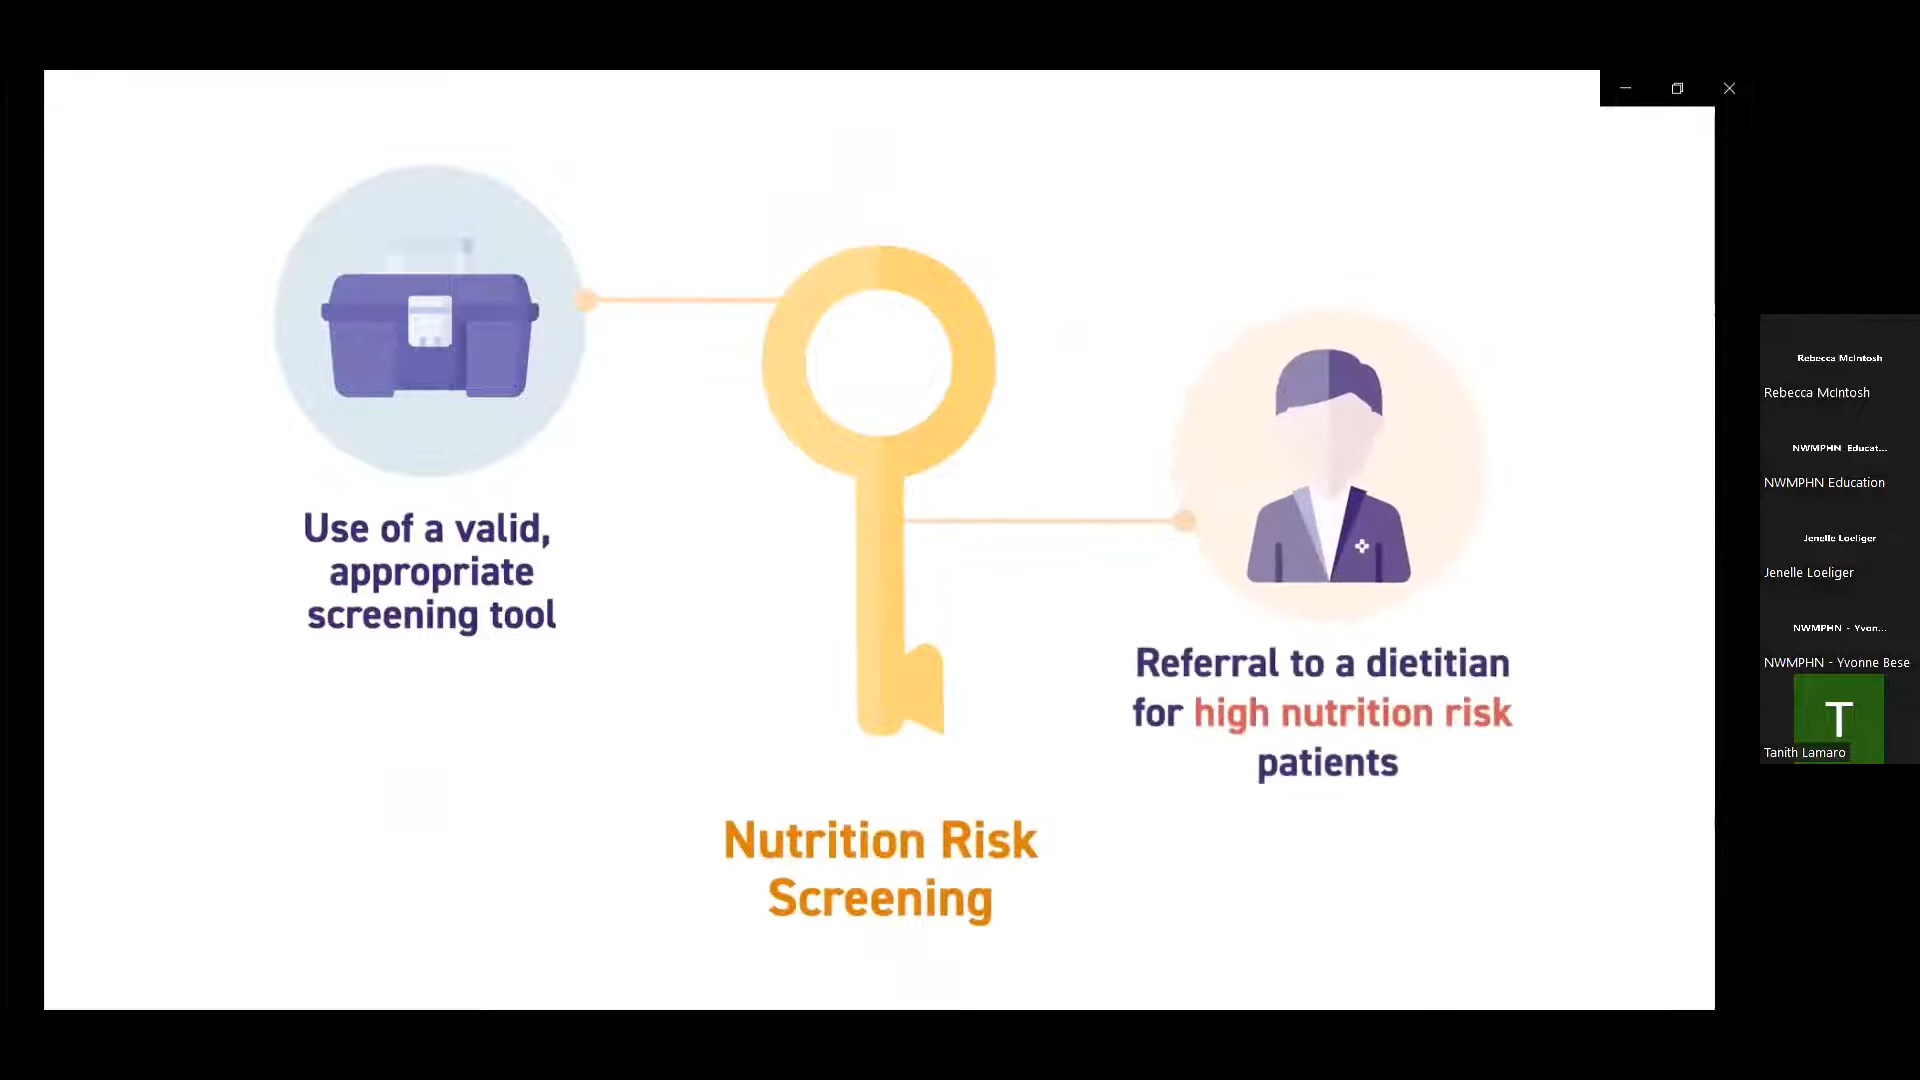 Use of a valid,
appropriate
screening tool
Referral to a dietitian
for high nutrition risk
patients
Nutrition Risk
Screening
Rebecca McIntosh
Rebecca McIntosh
NWMPHN Educat...
NWMPHN Education
Jenelle Loeliger
Jenelle Loeliger
NWMPHN - Yvon...
NWMPHN - Yvonne Bese
T
Tanith Lamaro